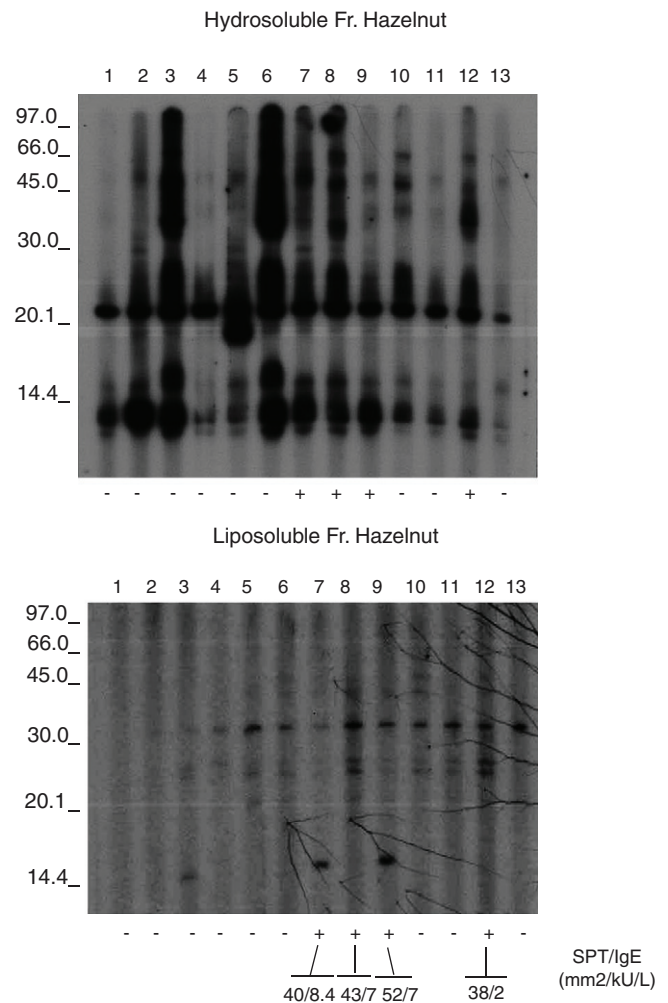 Hydrosoluble Fr. Hazelnut
1 2 3 4 5 6 7 8 9 10 11 12 13
97.0
66.0
45.0
30.0
20.1
14.4
- - - - - - + + + - - + -
Liposoluble Fr. Hazelnut
1 2 3 4 5 6 7 8 9 10 11 12 13
97.0
66.0
45.0
30.0
20.1
14.4
- - - - - - + + + - - + -
SPT/IgE
(mm2/kU/L)
40/8.4 43/7 52/7 38/2